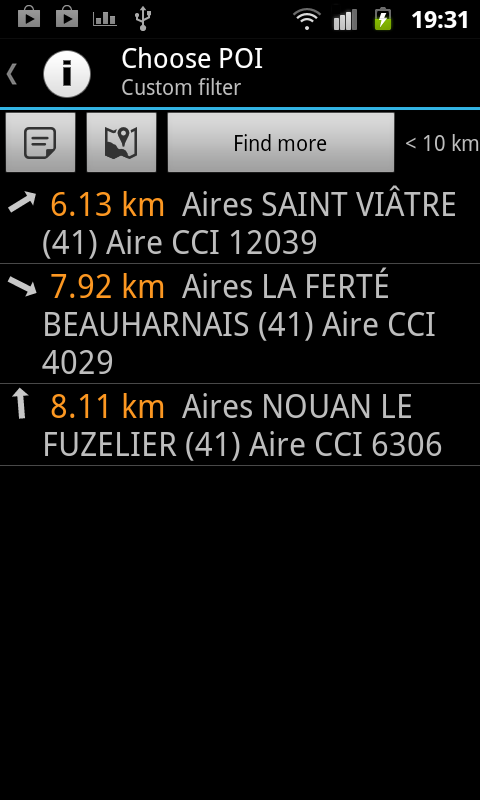 19:31
Choose POI
Custom filter
Find more
< 10 km
6.13 km Aires SAINT VIÂTRE
(41) Aire CCI 12039
7.92 km Aires LA FERTÉ
BEAUHARNAIS (41) Aire CCI
4029
8.11 km Aires NOUAN LE
FUZELIER (41) Aire CCI 6306